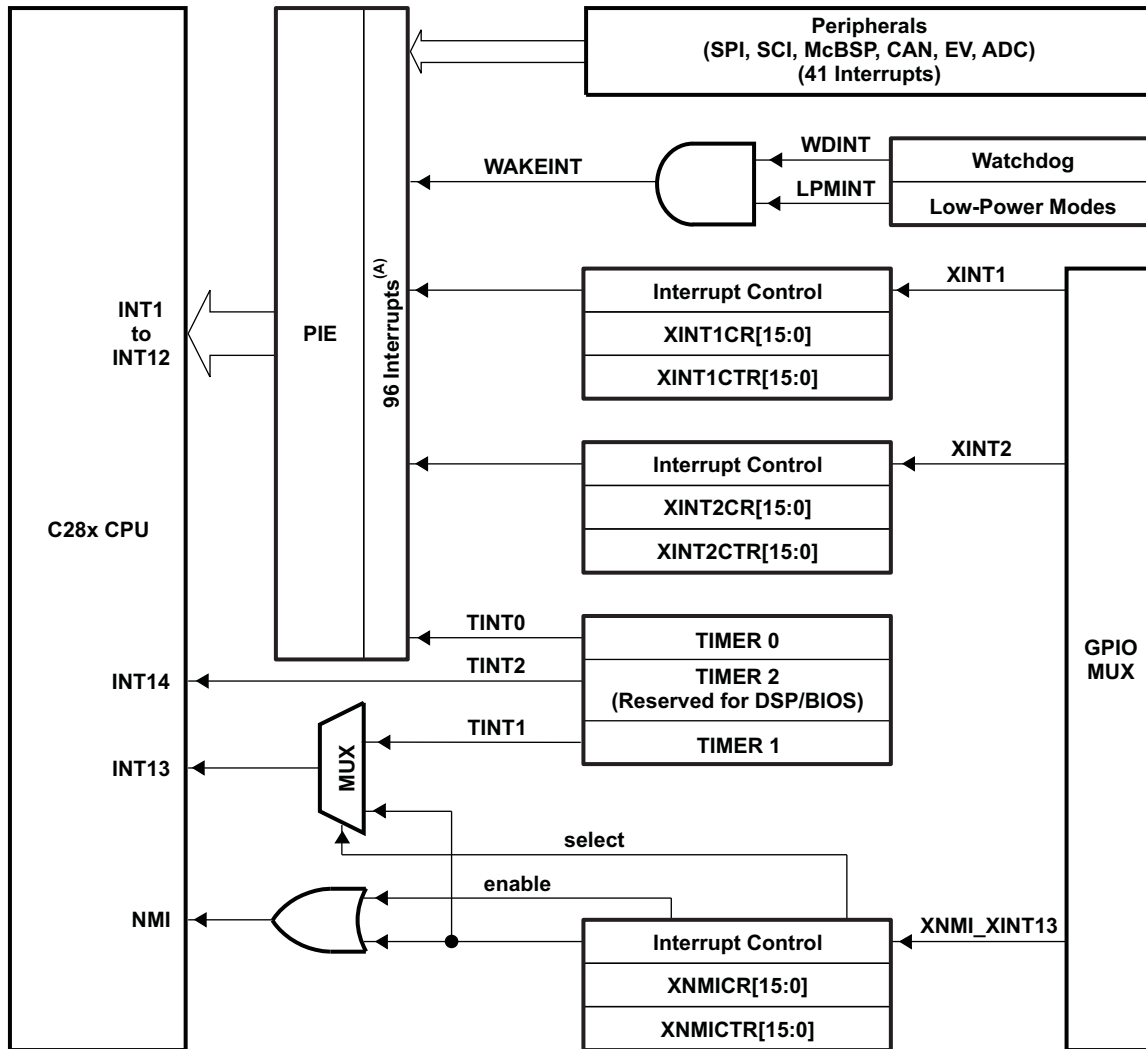 Peripherals
(SPI, SCI, McBSP, CAN, EV, ADC)
(41 Interrupts)
WDINT
Watchdog
WAKEINT
LPMINT
Low-Power Modes
INT1
to
INT12
PIE
96 Interrupts(A)
Interrupt Control
XINT1
XINT1CR[15:0]
XINT1CTR[15:0]
Interrupt Control
XINT2
XINT2CR[15:0]
XINT2CTR[15:0]
C28x CPU
TINT0
TIMER 0
GPIO
MUX
INT14
TINT2
TIMER 2
(Reserved for DSP/BIOS)
TINT1
TIMER 1
INT13
MUX
select
enable
NMI
Interrupt Control
XNMI_XINT13
XNMICR[15:0]
XNMICTR[15:0]